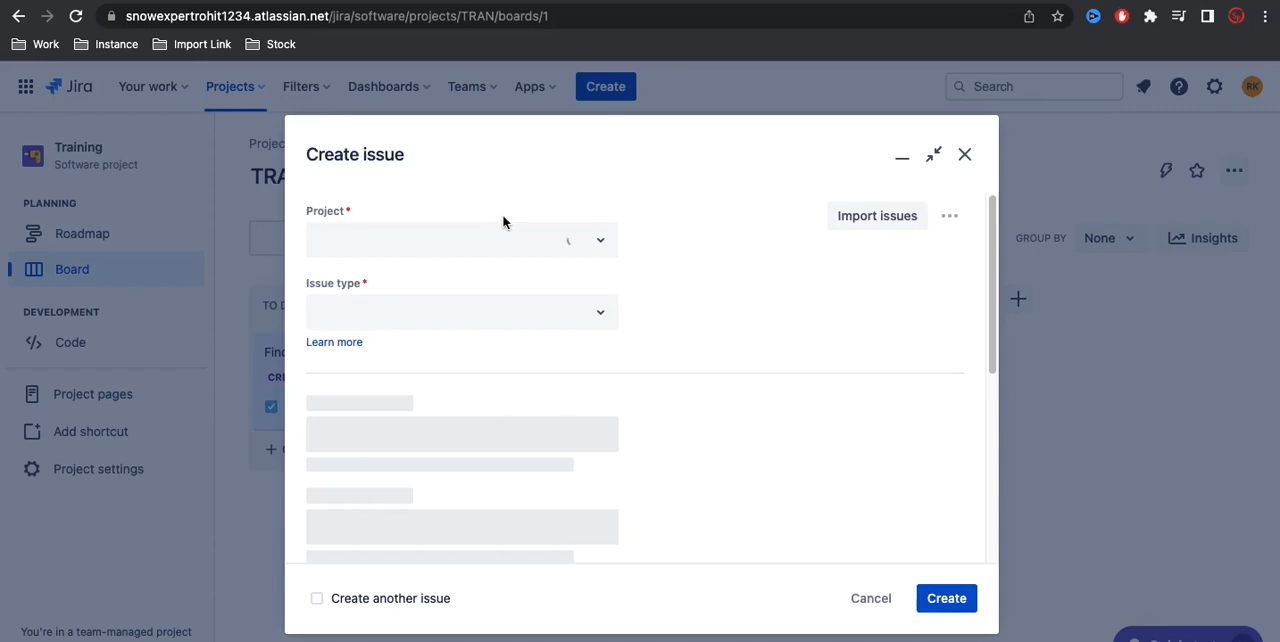 snowexpertrohit1234.atlassian.net/jira/software/projects/TRAN/boards/1
Work Instance Import Link Stock
Jira Your work Projects Filters Dashboards Teams Apps Create Search RK
Training
Software project
PLANNING
Roadmap
Board
DEVELOPMENT
Code
Project pages
Add shortcut
Project settings
You're in a team-managed project
Projec
TRA
TO D
Find
CRE
Create issue
Project*
Import issues
Issue type*
Learn more
Create another issue
Cancel Create
GROUP BY None Insights